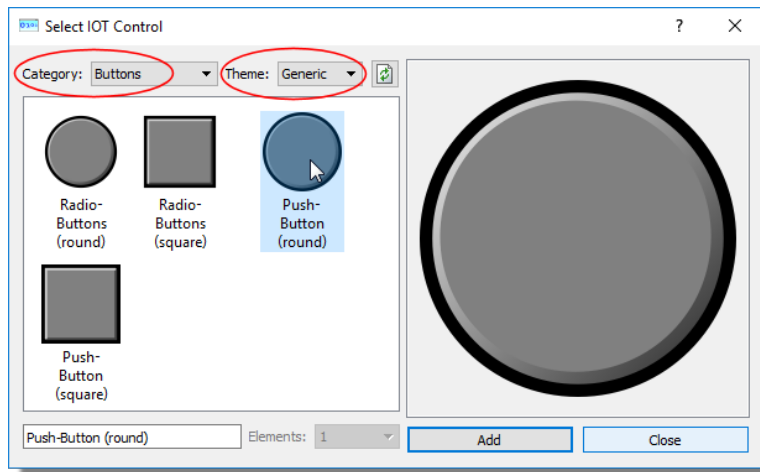 Select IOT Control
?
Category: Buttons
Theme: Generic
Radio-
Buttons
(round)
Radio-
Buttons
(square)
Push-
Button
(round)
Push-
Button
(square)
Push-Button (round)
Elements: 1
Add
Close